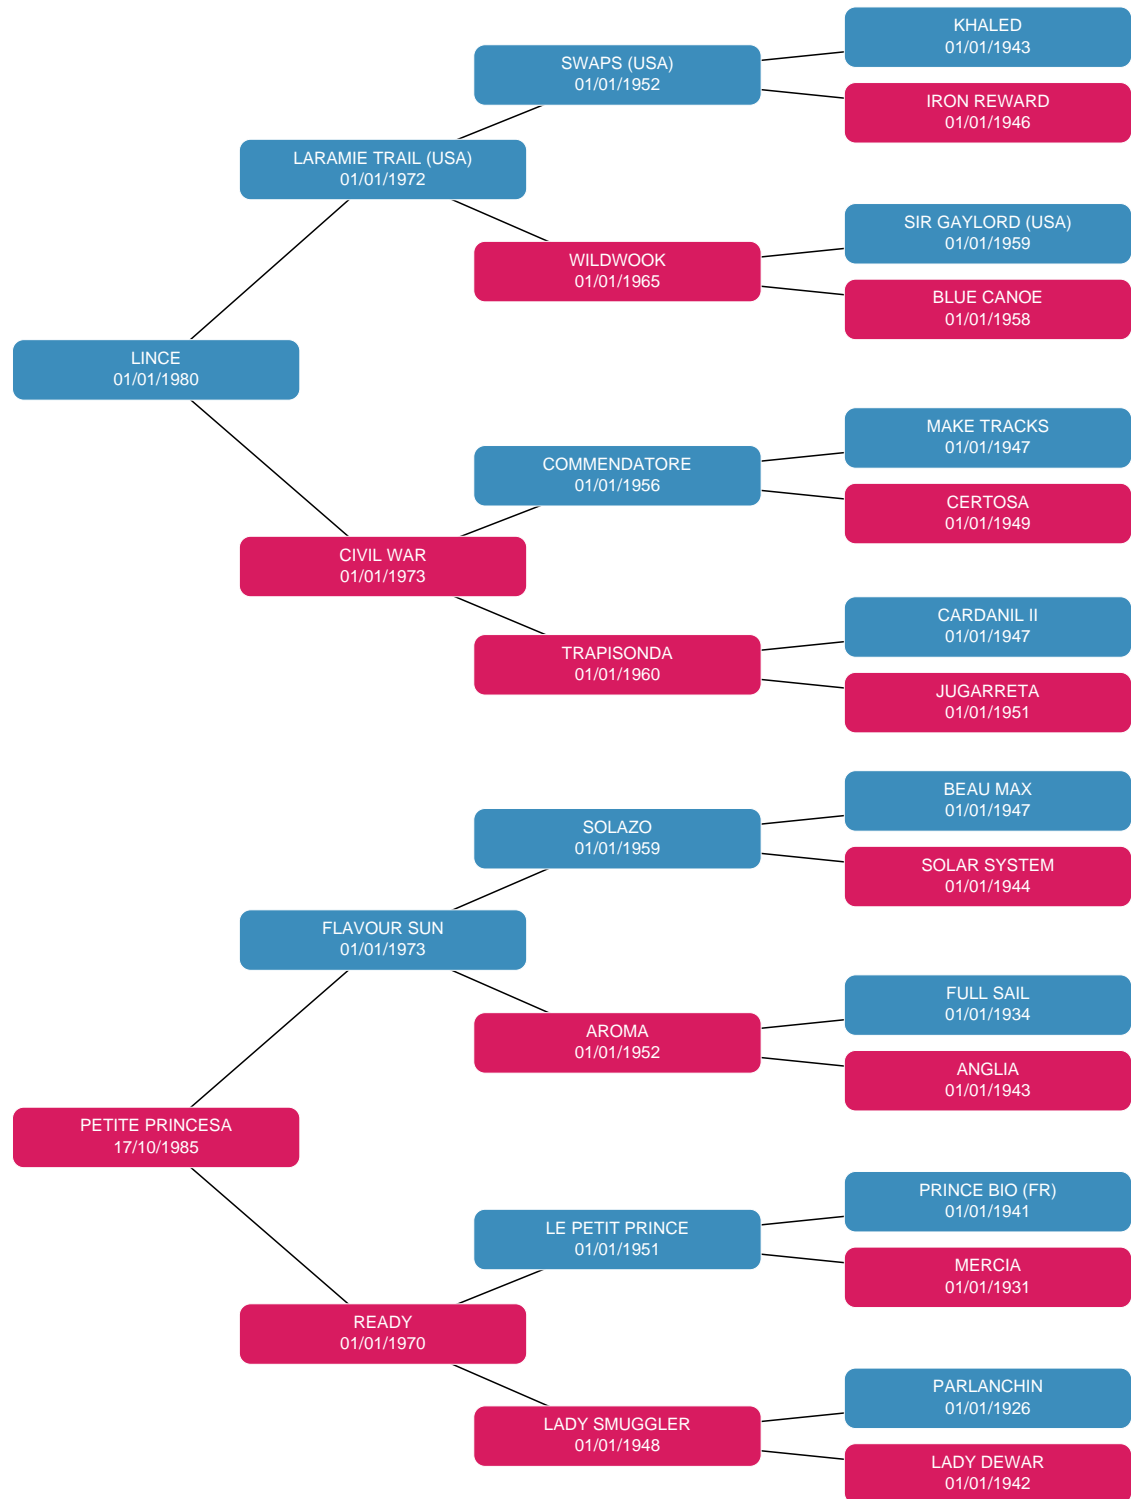 KHALED
01/01/1943
SWAPS (USA)
01/01/1952
IRON REWARD
01/01/1946
LARAMIE TRAIL (USA)
01/01/1972
SIR GAYLORD (USA)
01/01/1959
WILDWOOK
01/01/1965
BLUE CANOE
01/01/1958
LINCE
01/01/1980
MAKE TRACKS
01/01/1947
COMMENDATORE
01/01/1956
CERTOSA
01/01/1949
CIVIL WAR
01/01/1973
CARDANIL II
01/01/1947
TRAPISONDA
01/01/1960
JUGARRETA
01/01/1951
BEAU MAX
01/01/1947
SOLAZO
01/01/1959
SOLAR SYSTEM
01/01/1944
FLAVOUR SUN
01/01/1973
FULL SAIL
01/01/1934
AROMA
01/01/1952
ANGLIA
01/01/1943
PETITE PRINCESA
17/10/1985
PRINCE BIO (FR)
01/01/1941
LE PETIT PRINCE
01/01/1951
MERCIA
01/01/1931
READY
01/01/1970
PARLANCHIN
01/01/1926
LADY SMUGGLER
01/01/1948
LADY DEWAR
01/01/1942